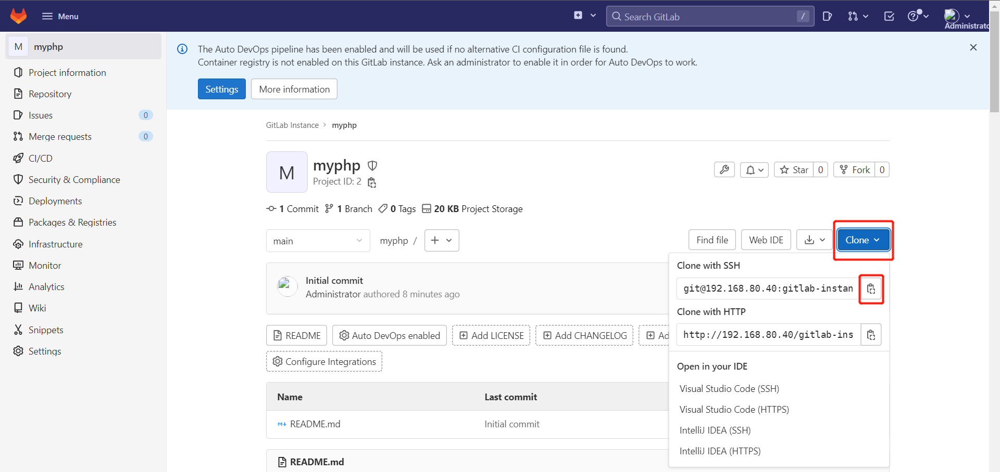 Menu
Search GitLab /
Administrato
M myphp
Project information
Repository
Issues 0
Merge requests 0
CI/CD
Security & Compliance
Deployments
Packages & Registries
Infrastructure
Monitor
Analytics
Wiki
Snippets
Settings
The Auto DevOps pipeline has been enabled and will be used if no alternative CI configuration file is found.
Container registry is not enabled on this GitLab instance. Ask an administrator to enable it in order for Auto DevOps to work.
Settings More information
GitLab Instance > myphp
M myphp
Project ID: 2
Star 0 Fork 0
1 Commit 1 Branch 0 Tags 20 KB Project Storage
main myphp / + Find file Web IDE Clone
Initial commit
Administrator authored 8 minutes ago
README Auto DevOps enabled Add LICENSE Add CHANGELOG Ad
Configure Integrations
Name Last commit
README.md Initial commit
README.md
Clone with SSH
git@192.168.80.40:gitlab-instan
Clone with HTTP
http://192.168.80.40/gitlab-ins
Open in your IDE
Visual Studio Code (SSH)
Visual Studio Code (HTTPS)
IntelliJ IDEA (SSH)
IntelliJ IDEA (HTTPS)